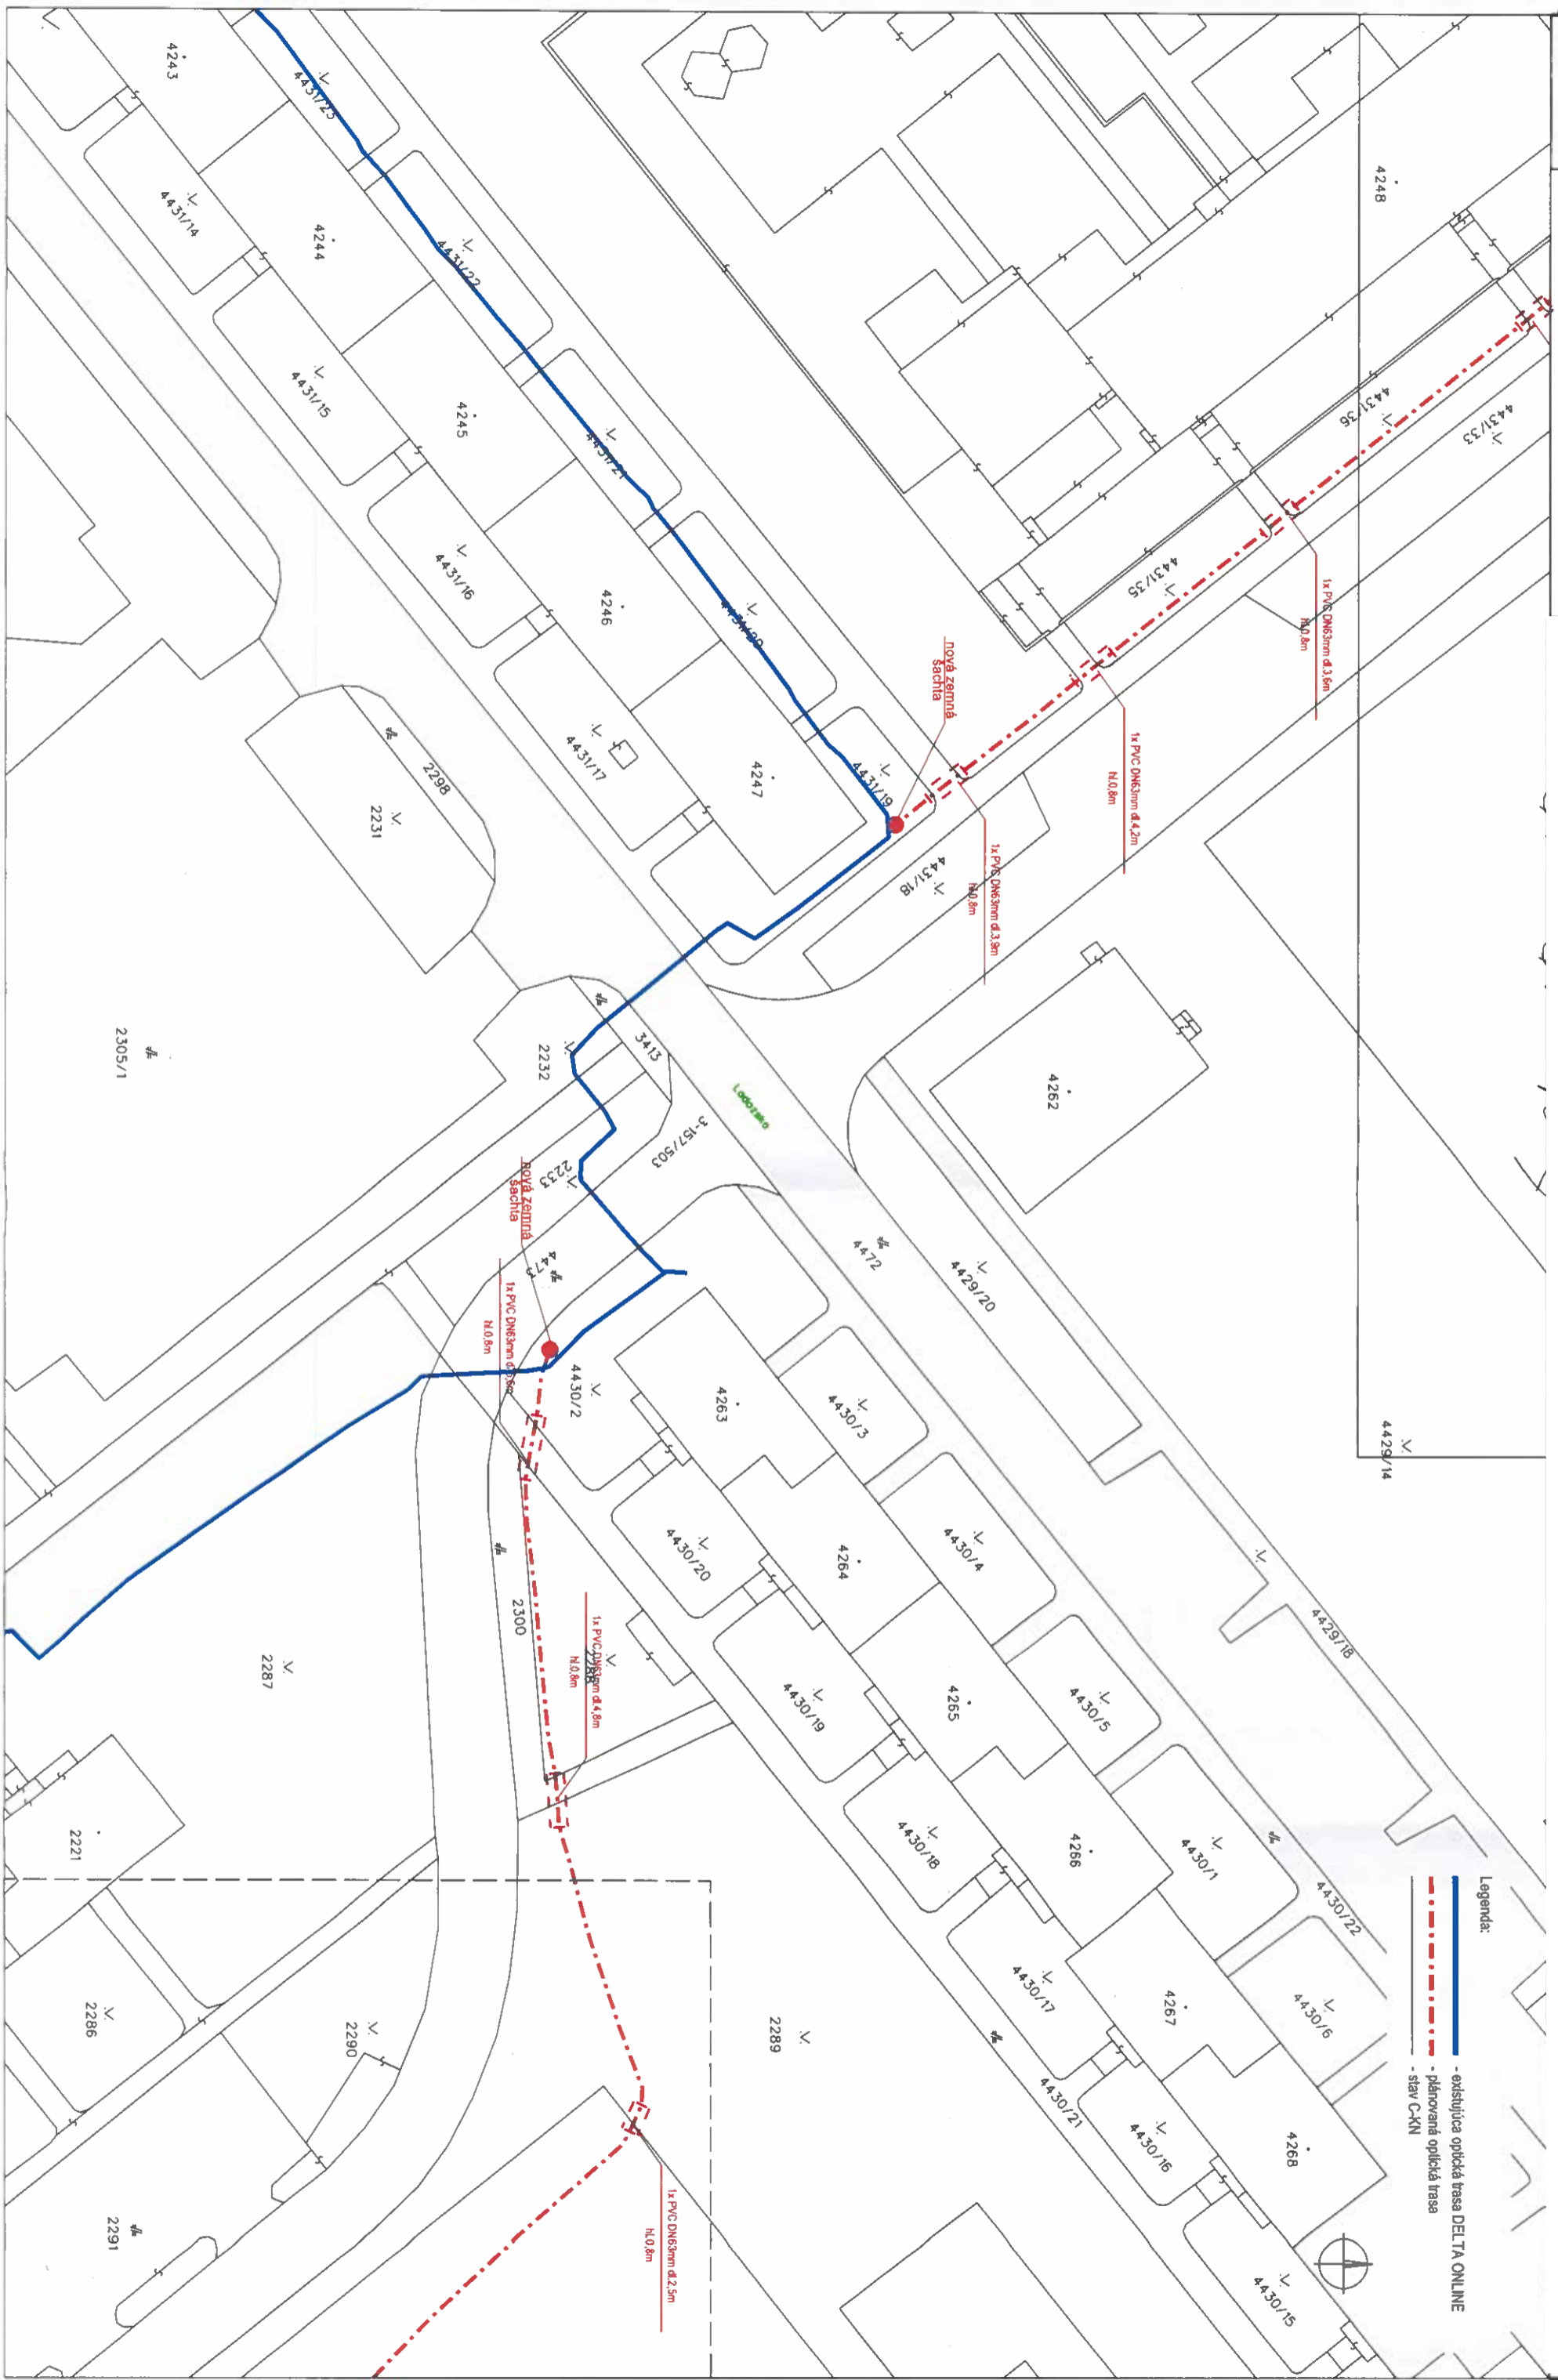 Legenda:
- existujúca optická trasa DELTA ONLINE
- plánovaná optická trasa
- stav C-KN
4248
4431/33
4431/36
4431/35
1x PVC DN63mm dl.3,6m
hl.0,8m
1x PVC DN63mm dl.4,2m
hl.0,8m
1x PVC DN63mm dl.3,9m
hl.0,8m
nová zemná
šachta
4431/18
4431/19
4431/20
4431/21
4431/22
4431/23
4243
4244
4245
4246
4247
4431/14
4431/15
4431/16
4431/17
2298
2231
2305/1
2232
3413
2233
3-157/503
4262
4472
4429/20
4429/14
4429/18
nová zemná
šachta
1x PVC DN63mm
hl.0,8m
4430/2
4263
4264
4265
4266
4267
4268
4430/3
4430/4
4430/5
4430/1
4430/22
4430/6
4430/20
4430/19
4430/18
4430/17
4430/16
4430/15
4430/21
2300
2288
1x PVC DN63mm dl.4,8m
hl.0,8m
2287
2221
2286
2290
2289
2291
1x PVC DN63mm dl.2,5m
hl.0,8m